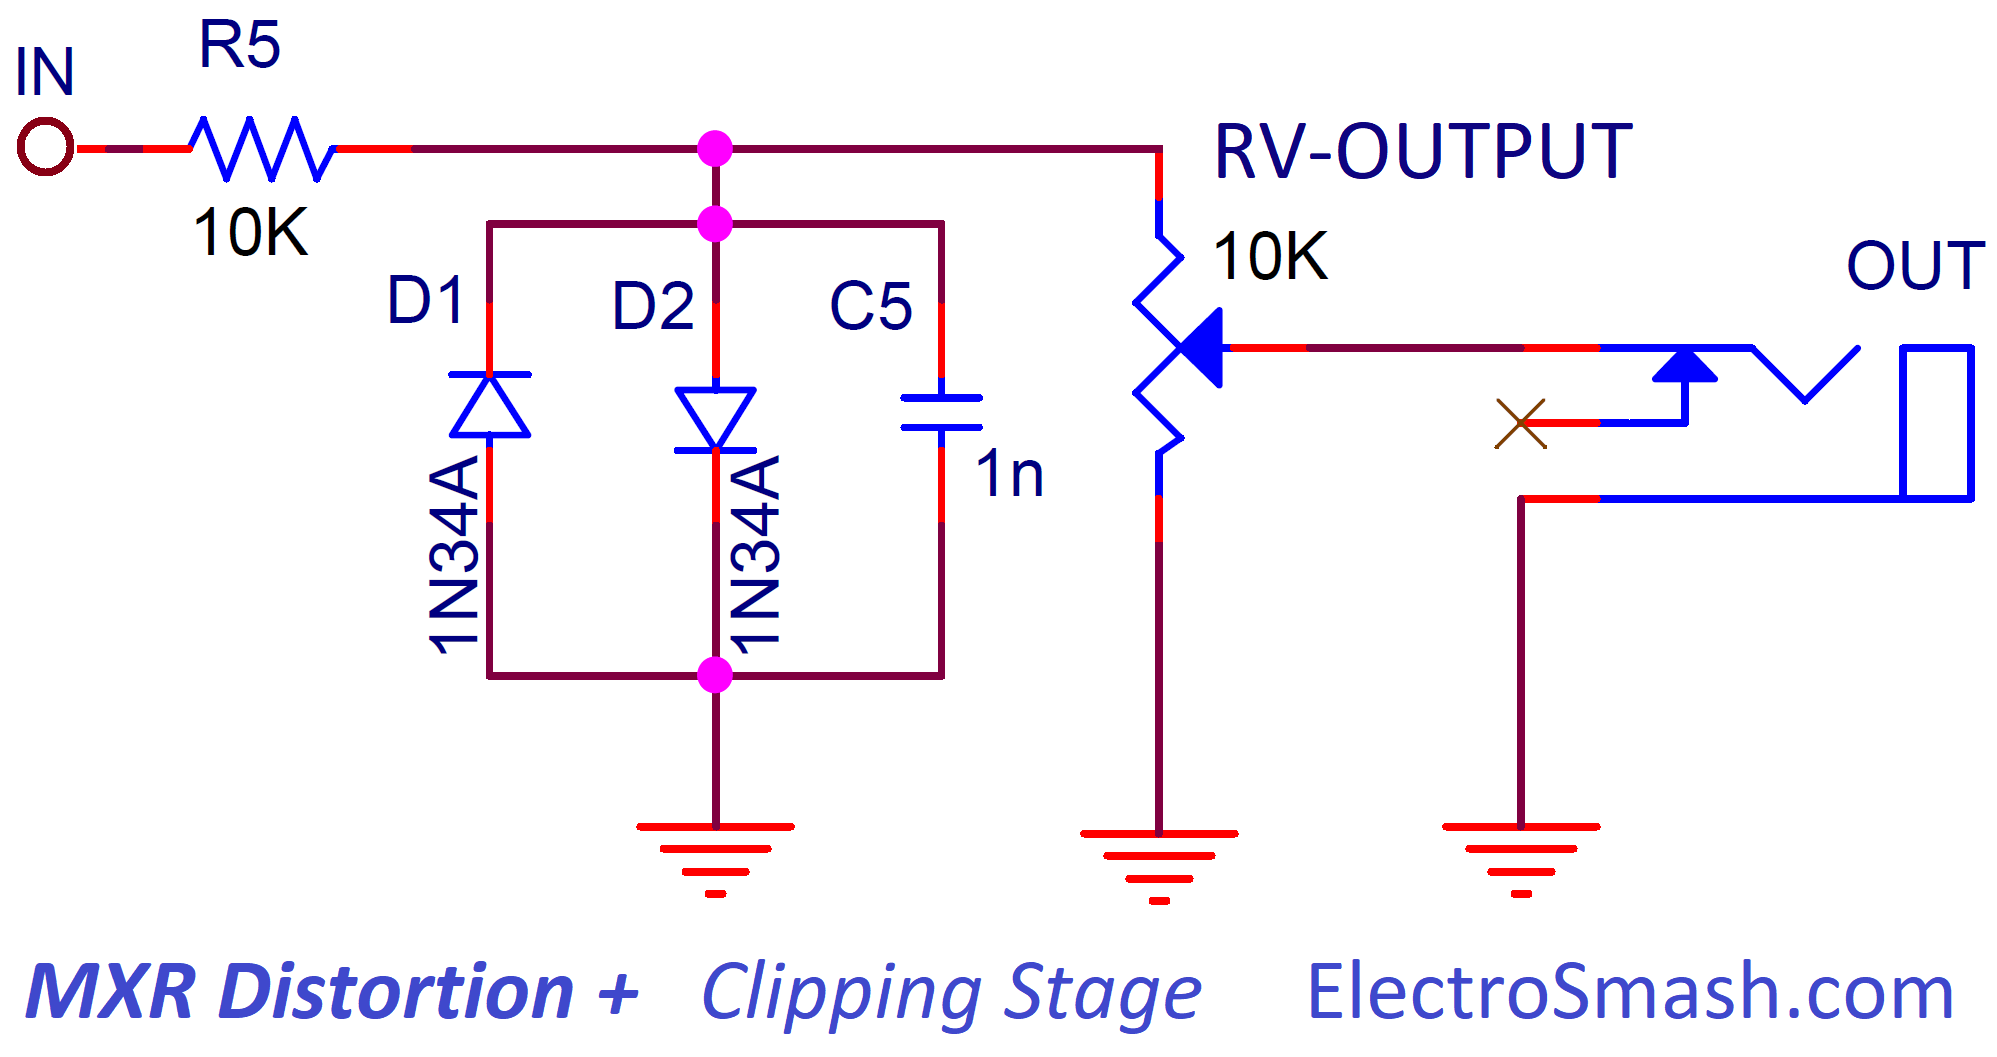 IN
R5
10K
D1
1N34A
D2
1N34A
C5
1n
RV-OUTPUT
10K
OUT
MXR Distortion + Clipping Stage ElectroSmash.com